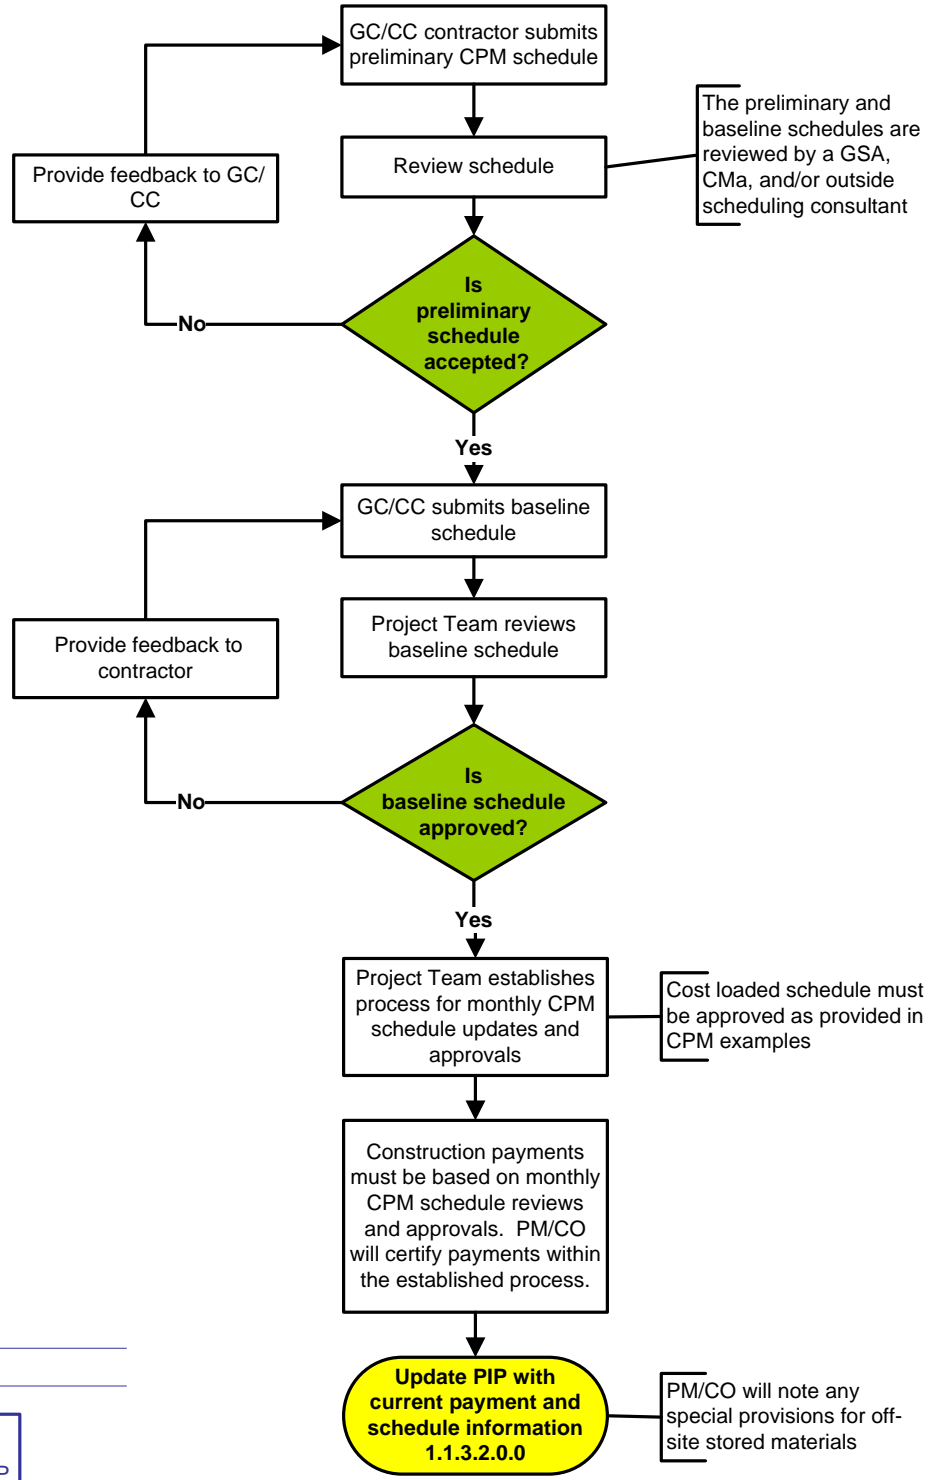 GC/CC contractor submits
preliminary CPM schedule
The preliminary and
baseline schedules are
reviewed by a GSA,
CMa, and/or outside
scheduling consultant
Review schedule
Provide feedback to GC/
CC
Is
preliminary
schedule
accepted?
No
Yes
GC/CC submits baseline
schedule
Project Team reviews
baseline schedule
Provide feedback to
contractor
Is
baseline schedule
approved?
No
Yes
Project Team establishes
process for monthly CPM
schedule updates and
approvals
Cost loaded schedule must
be approved as provided in
CPM examples
Construction payments
must be based on monthly
CPM schedule reviews
and approvals.  PM/CO
will certify payments within
the established process.
Update PIP with
current payment and
schedule information
1.1.3.2.0.0
PM/CO will note any
special provisions for off-
site stored materials
P